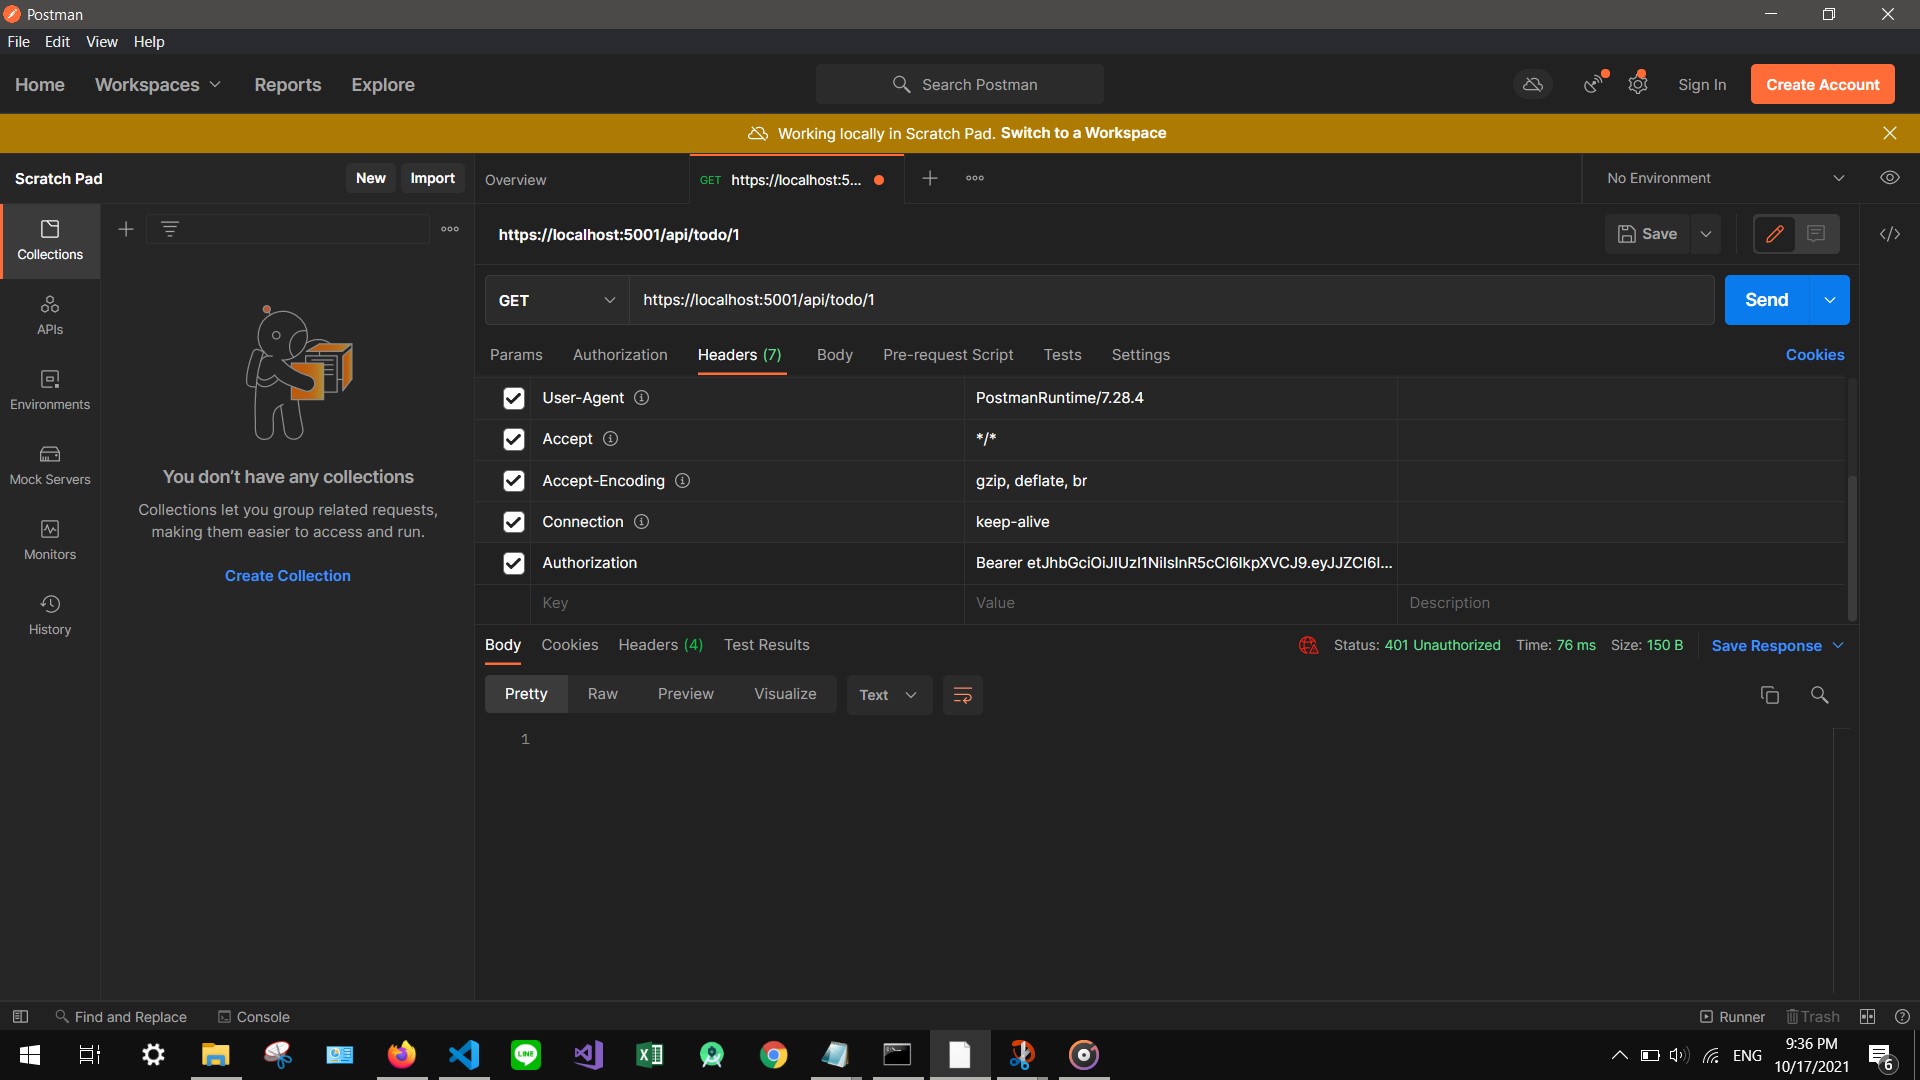 Postman
File Edit View Help
Home Workspaces Reports Explore Search Postman Sign In Create Account
Working locally in Scratch Pad. Switch to a Workspace
Scratch Pad New Import Overview GET https://localhost:5... No Environment
Collections
APIs
Environments
Mock Servers
Monitors
History
You don't have any collections
Collections let you group related requests,
making them easier to access and run.
Create Collection
https://localhost:5001/api/todo/1 Save
GET https://localhost:5001/api/todo/1 Send
Params Authorization Headers (7) Body Pre-request Script Tests Settings Cookies
User-Agent PostmanRuntime/7.28.4
Accept */*
Accept-Encoding gzip, deflate, br
Connection keep-alive
Authorization Bearer etJhbGciOiJIUzI1NiIsInR5cCI6IkpXVCJ9.eyJJZCI6I...
Key Value Description
Body Cookies Headers (4) Test Results Status: 401 Unauthorized Time: 76 ms Size: 150 B Save Response
Pretty Raw Preview Visualize Text
1
Find and Replace Console Runner Trash
LINE
ENG
9:36 PM
10/17/2021
6